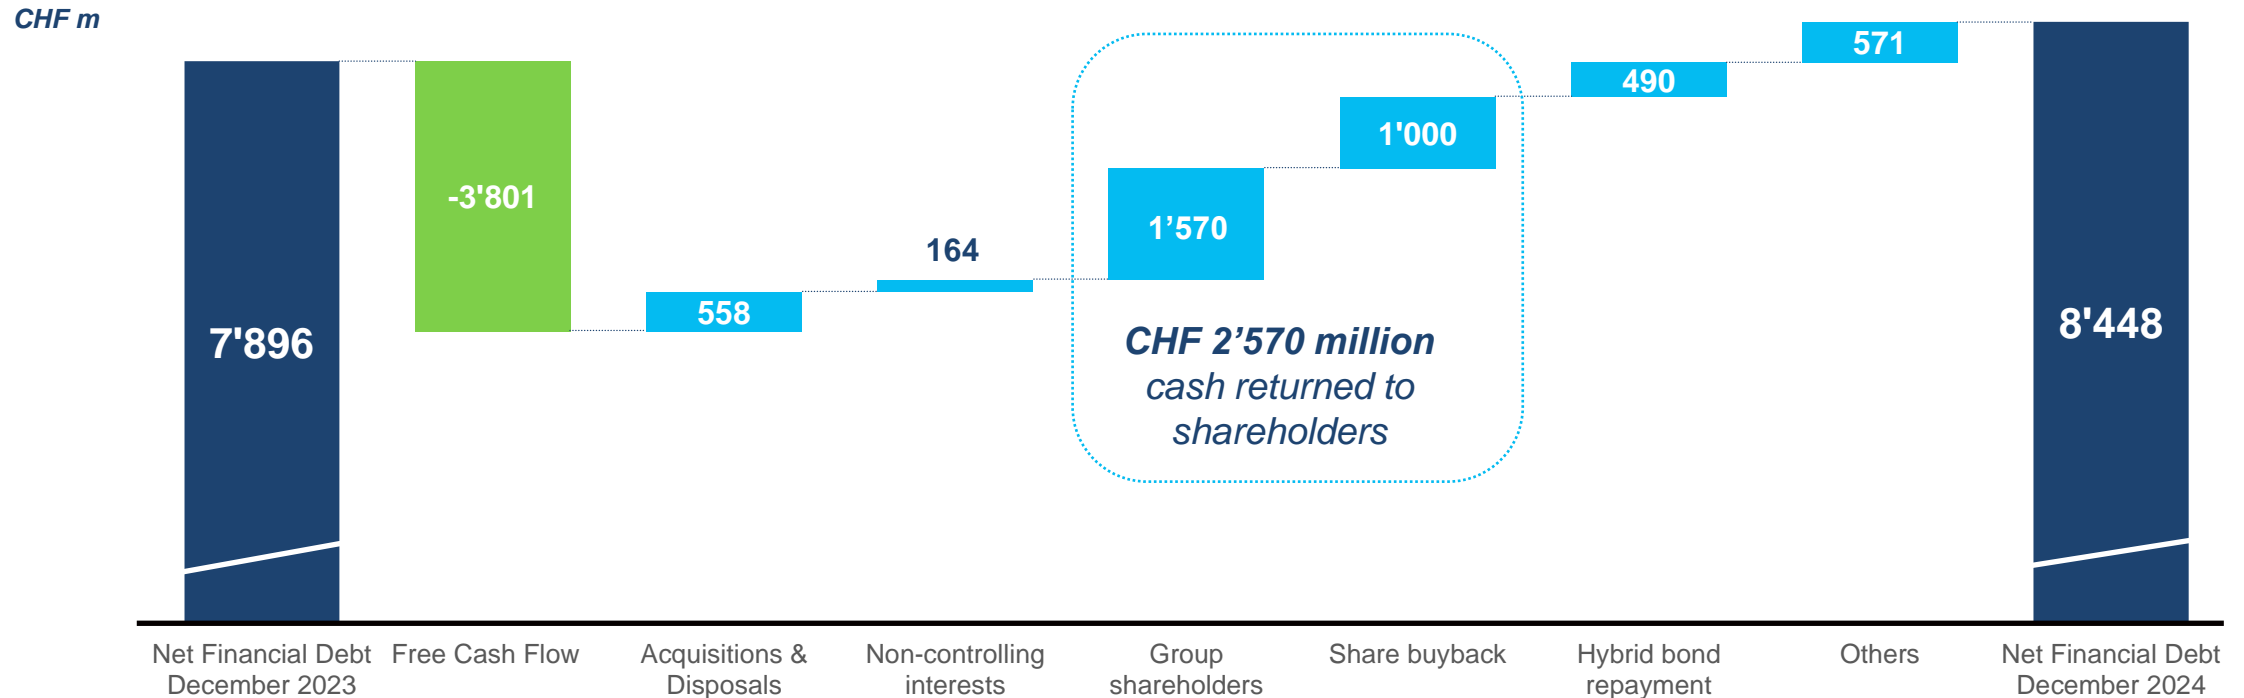 CHF m
7'896
-3'801
558
164
1’570
1'000
490
571
8'448
CHF 2’570 million
cash returned to
shareholders
Net Financial Debt
December 2023
Free Cash Flow
Acquisitions &
Disposals
Non-controlling
interests
Group
shareholders
Share buyback
Hybrid bond
repayment
Others
Net Financial Debt
December 2024